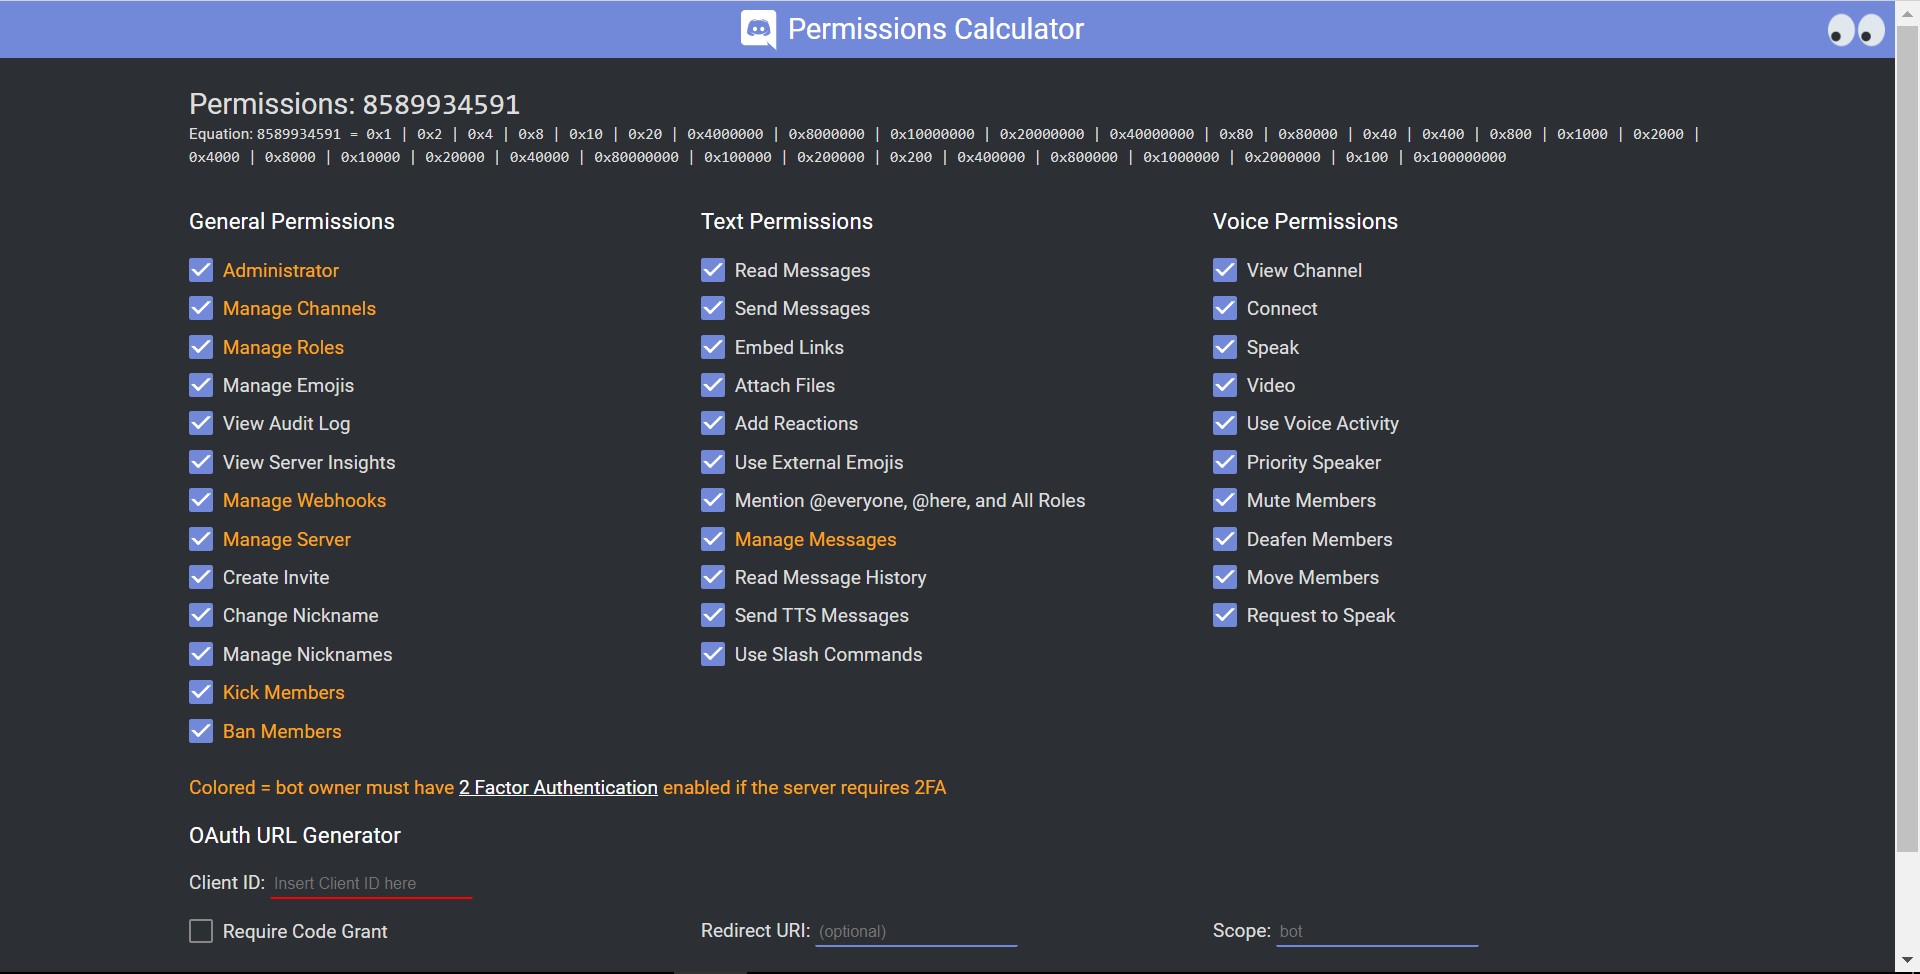 Permissions Calculator
Permissions: 8589934591
Equation: 8589934591 = 0x1 | 0x2 | 0x4 | 0x8 | 0x10 | 0x20 | 0x4000000 | 0x8000000 | 0x10000000 | 0x20000000 | 0x40000000 | 0x80 | 0x80000 | 0x40 | 0x400 | 0x800 | 0x1000 | 0x2000 |
0x4000 | 0x8000 | 0x10000 | 0x20000 | 0x40000 | 0x80000000 | 0x100000 | 0x200000 | 0x200 | 0x400000 | 0x800000 | 0x1000000 | 0x2000000 | 0x100 | 0x100000000
General Permissions
Administrator
Manage Channels
Manage Roles
Manage Emojis
View Audit Log
View Server Insights
Manage Webhooks
Manage Server
Create Invite
Change Nickname
Manage Nicknames
Kick Members
Ban Members
Text Permissions
Read Messages
Send Messages
Embed Links
Attach Files
Add Reactions
Use External Emojis
Mention @everyone, @here, and All Roles
Manage Messages
Read Message History
Send TTS Messages
Use Slash Commands
Voice Permissions
View Channel
Connect
Speak
Video
Use Voice Activity
Priority Speaker
Mute Members
Deafen Members
Move Members
Request to Speak
Colored = bot owner must have 2 Factor Authentication enabled if the server requires 2FA
OAuth URL Generator
Client ID: Insert Client ID here
Require Code Grant
Redirect URI: (optional)
Scope: bot